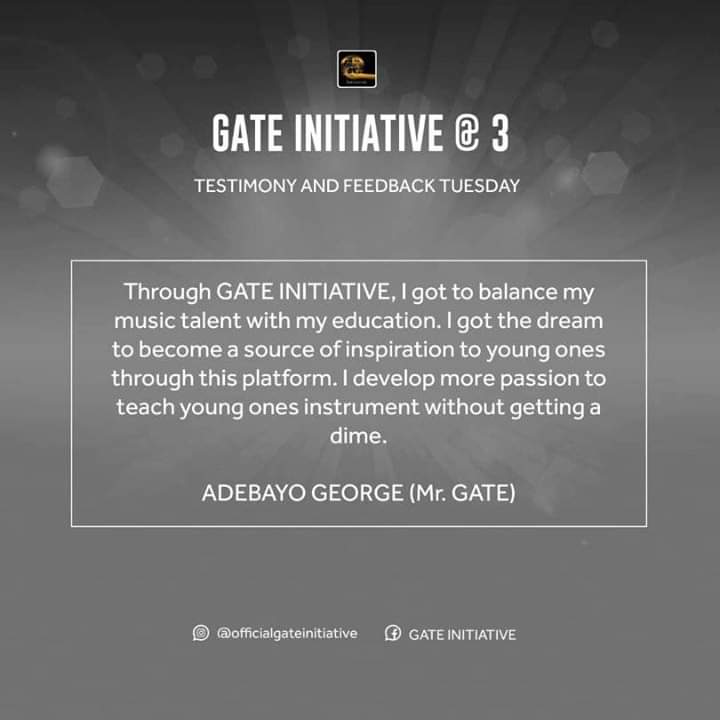 GATE INITIATIVE @ 3
TESTIMONY AND FEEDBACK TUESDAY
Through GATE INITIATIVE, I got to balance my
music talent with my education. I got the dream
to become a source of inspiration to young ones
through this platform. I develop more passion to
teach young ones instrument without getting a
dime.
ADEBAYO GEORGE (Mr. GATE)
@officialgateinitiative GATE INITIATIVE